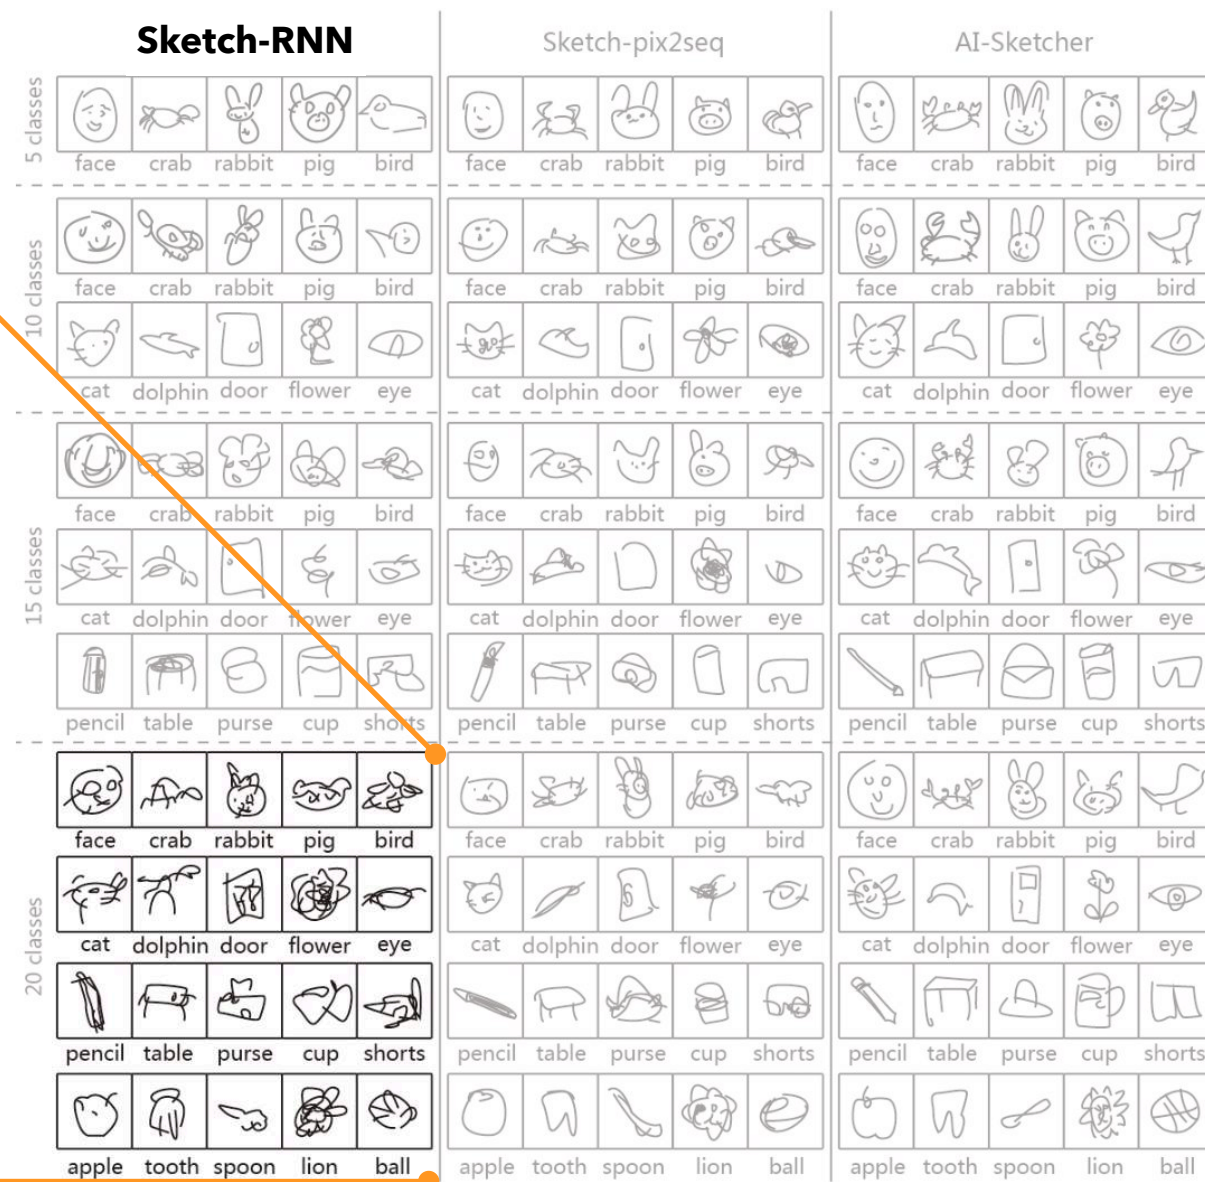 Sketch-RNN Sketch-pix2seq AI-Sketcher
5 classes
face crab rabbit pig bird face crab rabbit pig bird face crab rabbit pig bird
10 classes
face crab rabbit pig bird face crab rabbit pig bird face crab rabbit pig bird
cat dolphin door flower eye cat dolphin door flower eye cat dolphin door flower eye
15 classes
face crab rabbit pig bird face crab rabbit pig bird face crab rabbit pig bird
cat dolphin door flower eye cat dolphin door flower eye cat dolphin door flower eye
pencil table purse cup shorts pencil table purse cup shorts pencil table purse cup shorts
20 classes
face crab rabbit pig bird face crab rabbit pig bird face crab rabbit pig bird
cat dolphin door flower eye cat dolphin door flower eye cat dolphin door flower eye
pencil table purse cup shorts pencil table purse cup shorts pencil table purse cup shorts
apple tooth spoon lion ball apple tooth spoon lion ball apple tooth spoon lion ball